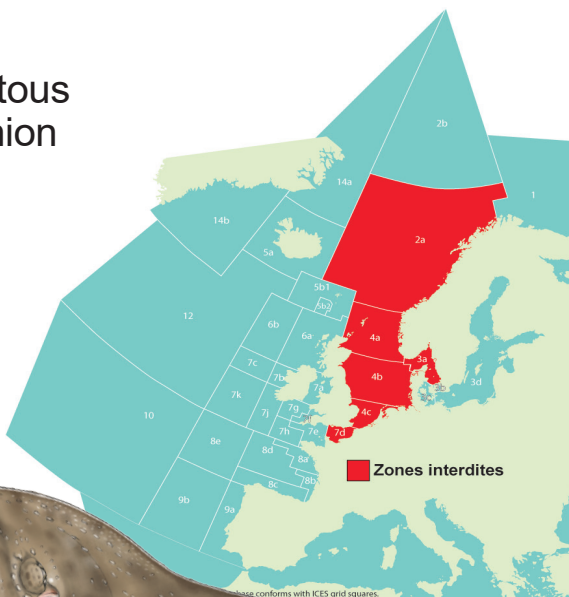 tous
nion
2b
14a
1
14b
2a
5a
5b1
5b2
12
6b
6a
4a
3a
7c
7b
7a
4b
3d
10
7k
7j
7g
4c
8e
7h
7e
7d
8d
8a
8b
8c
9b
9a
Zones interdites
base conforms with ICES grid squares.